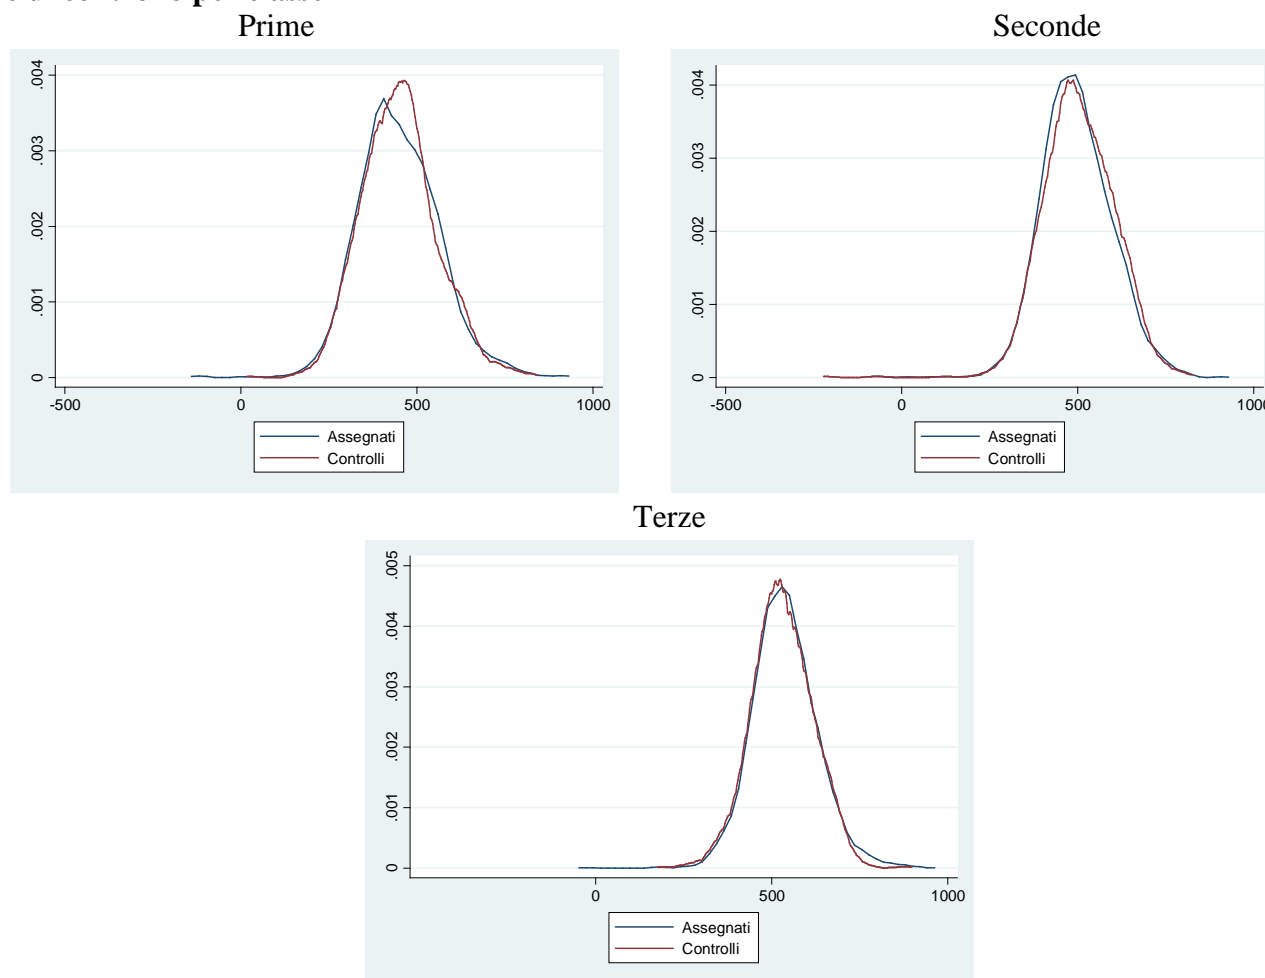 Prime
Seconde
.004
.003
.002
.001
0
-500
0
500
1000
Assegnati
Controlli
.004
.003
.002
.001
0
-500
0
500
Assegnati
Controlli
Terze
.005
.004
.003
.002
.001
0
0
500
1000
Assegnati
Controlli